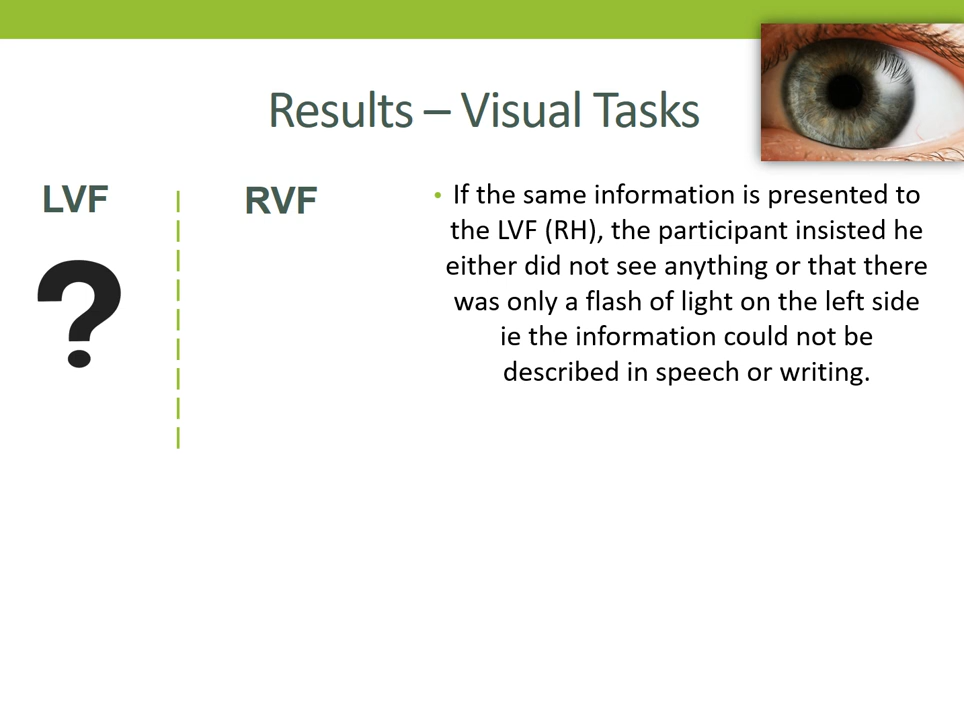 Results – Visual Tasks
LVF
RVF
?
• If the same information is presented to
the LVF (RH), the participant insisted he
either did not see anything or that there
was only a flash of light on the left side
ie the information could not be
described in speech or writing.